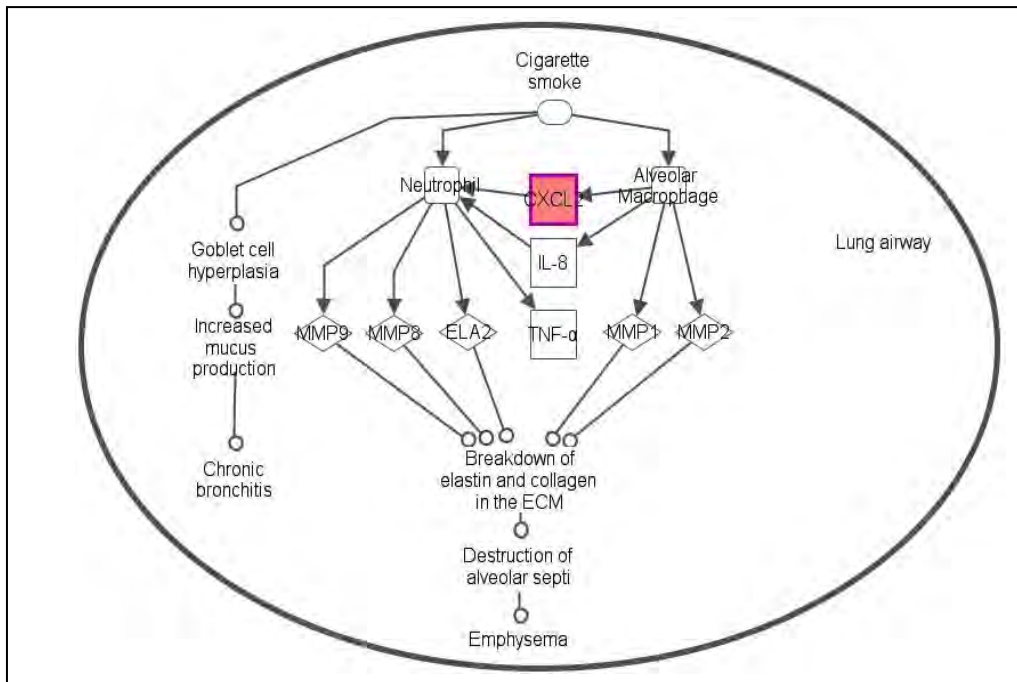 Cigarette
smoke
Neutrophil
CXCL2
Alveolar
Macrophage
Lung airway
Goblet cell
hyperplasia
IL-8
Increased
mucus
production
MMP9
MMP8
ELA2
TNF-α
MMP1
MMP2
Chronic
bronchitis
Breakdown of
elastin and collagen
in the ECM
Destruction of
alveolar septi
Emphysema